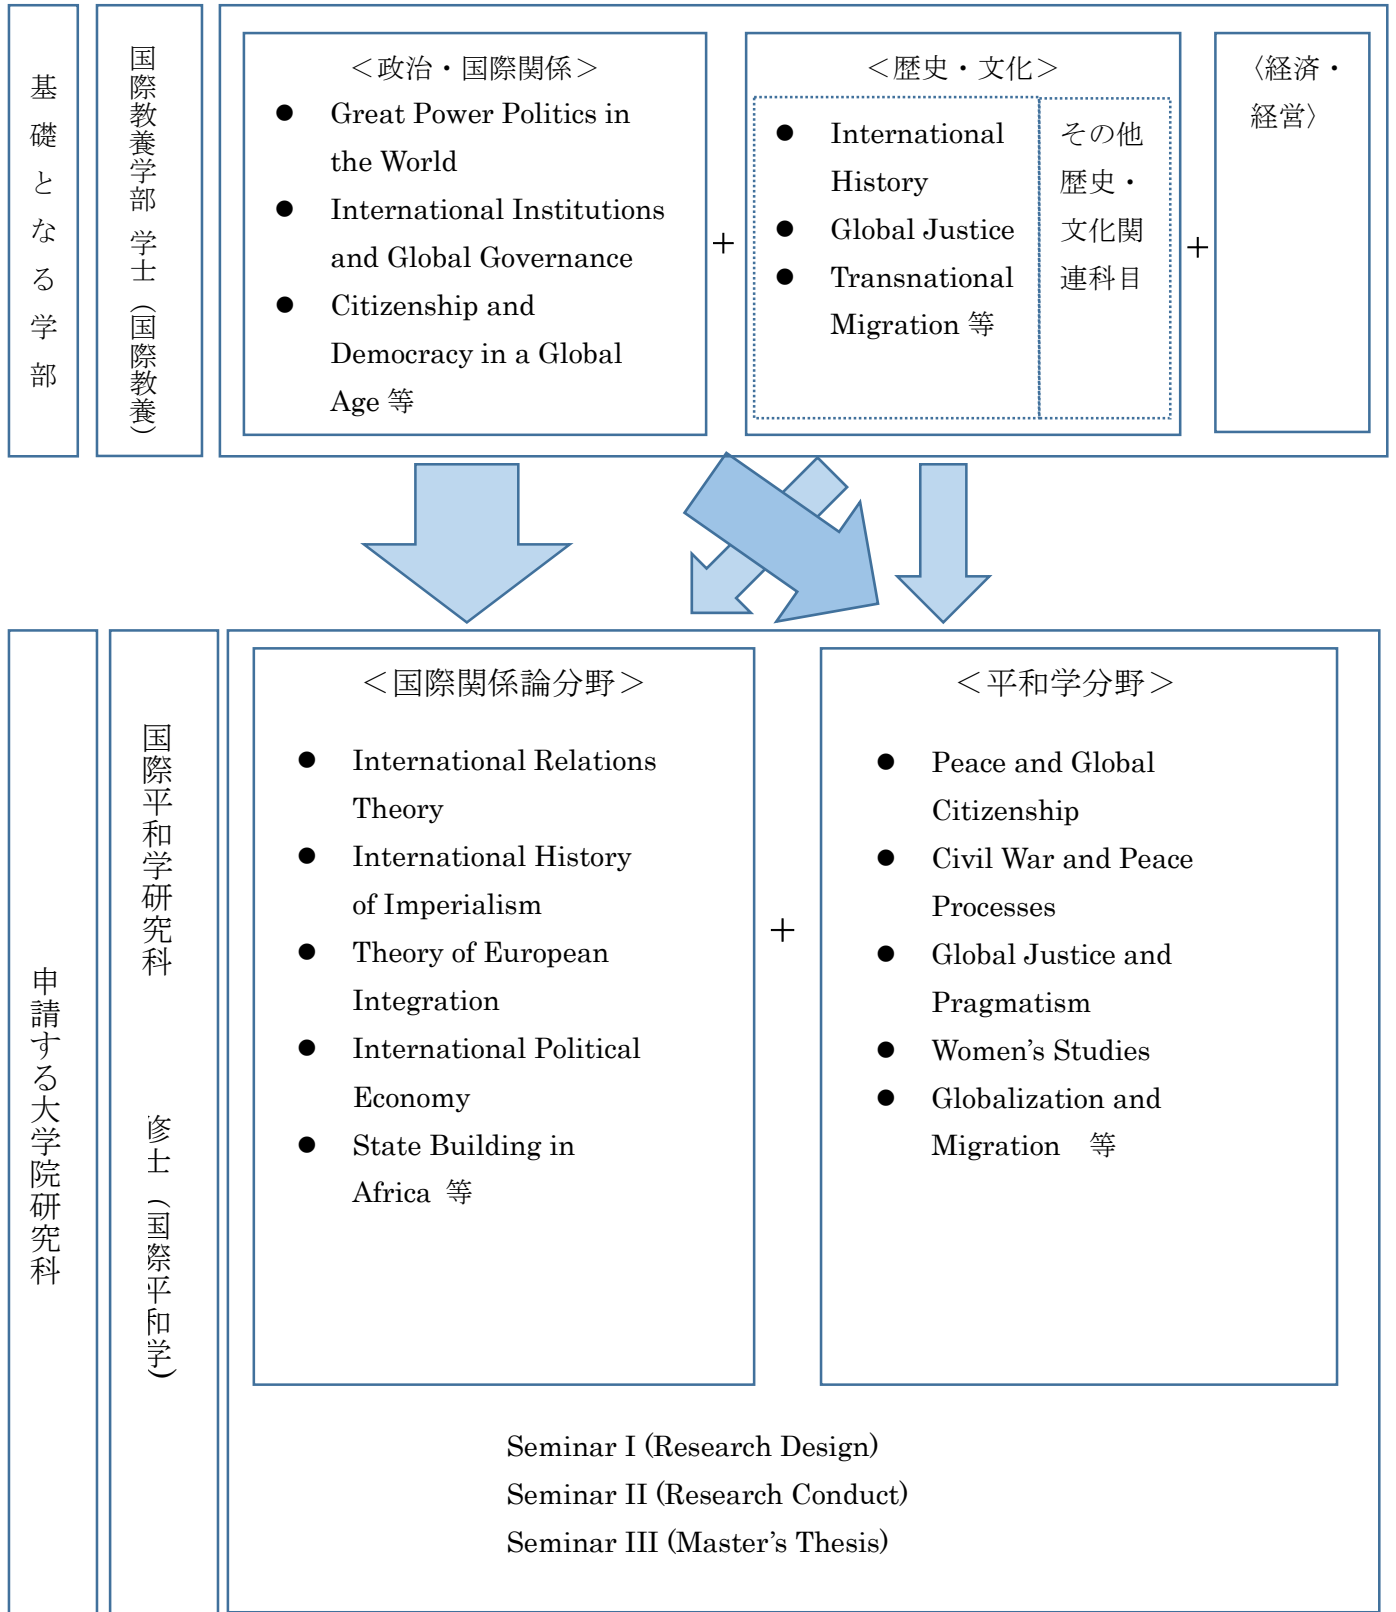 基礎となる学部
国際教養学部 学士（国際教養）
＜政治・国際関係＞
● Great Power Politics in
the World
● International Institutions
and Global Governance
● Citizenship and
Democracy in a Global
Age 等
＋
＜歴史・文化＞
● International
History
● Global Justice
● Transnational
Migration 等
その他
歴史・
文化関
連科目
＋
〈経済・
経営〉
申請する大学院研究科
国際平和学研究科
修士（国際平和学）
＜国際関係論分野＞
● International Relations
Theory
● International History
of Imperialism
● Theory of European
Integration
● International Political
Economy
● State Building in
Africa 等
＋
＜平和学分野＞
● Peace and Global
Citizenship
● Civil War and Peace
Processes
● Global Justice and
Pragmatism
● Women’s Studies
● Globalization and
Migration 等
Seminar I (Research Design)
Seminar II (Research Conduct)
Seminar III (Master’s Thesis)